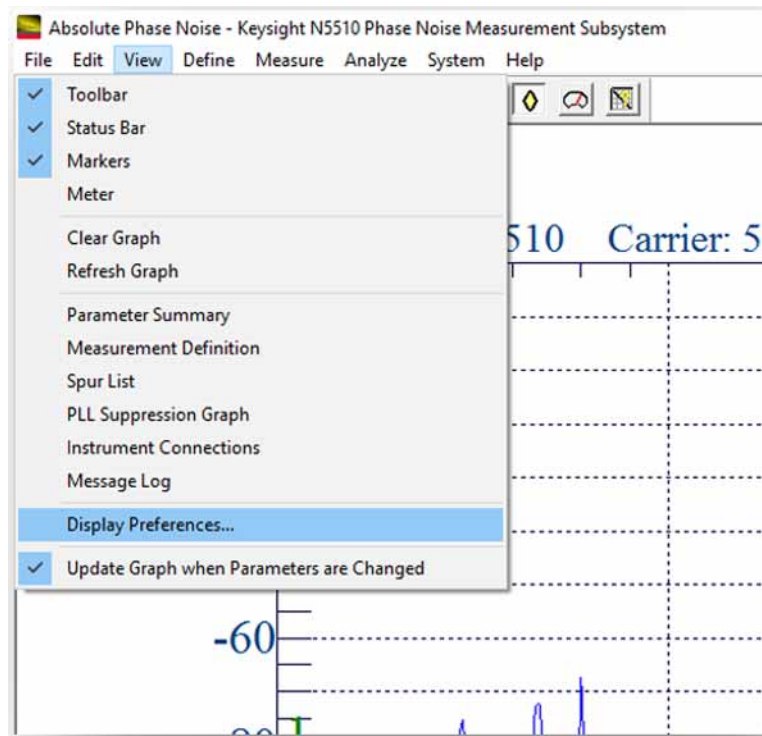 Absolute Phase Noise - Keysight N5510 Phase Noise Measurement Subsystem
File Edit View Define Measure Analyze System Help
Toolbar
Status Bar
Markers
Meter
Clear Graph
Refresh Graph
510 Carrier: 5
Parameter Summary
Measurement Definition
Spur List
PLL Suppression Graph
Instrument Connections
Message Log
Display Preferences...
Update Graph when Parameters are Changed
-60